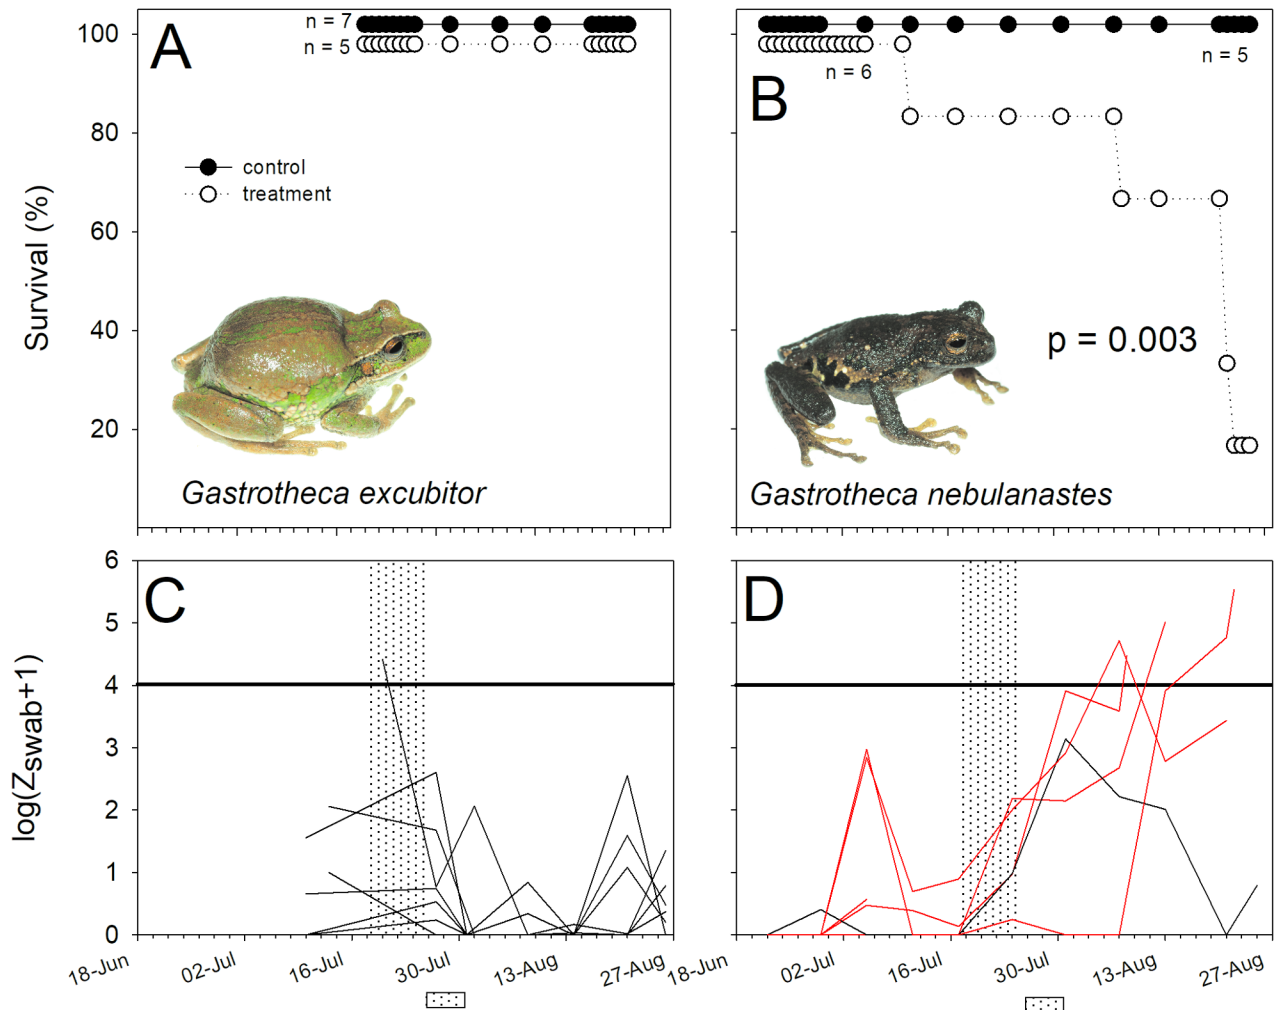 A
n = 7
n = 5
B
n = 6
n = 5
100
80
60
40
20
Survival (%)
control
treatment
p = 0.003
Gastrotheca excubitor
Gastrotheca nebulanastes
C
D
6
5
4
3
2
1
0
log(Zswab+1)
18-Jun
02-Jul
16-Jul
30-Jul
13-Aug
27-Aug
18-Jun
02-Jul
16-Jul
30-Jul
13-Aug
27-Aug